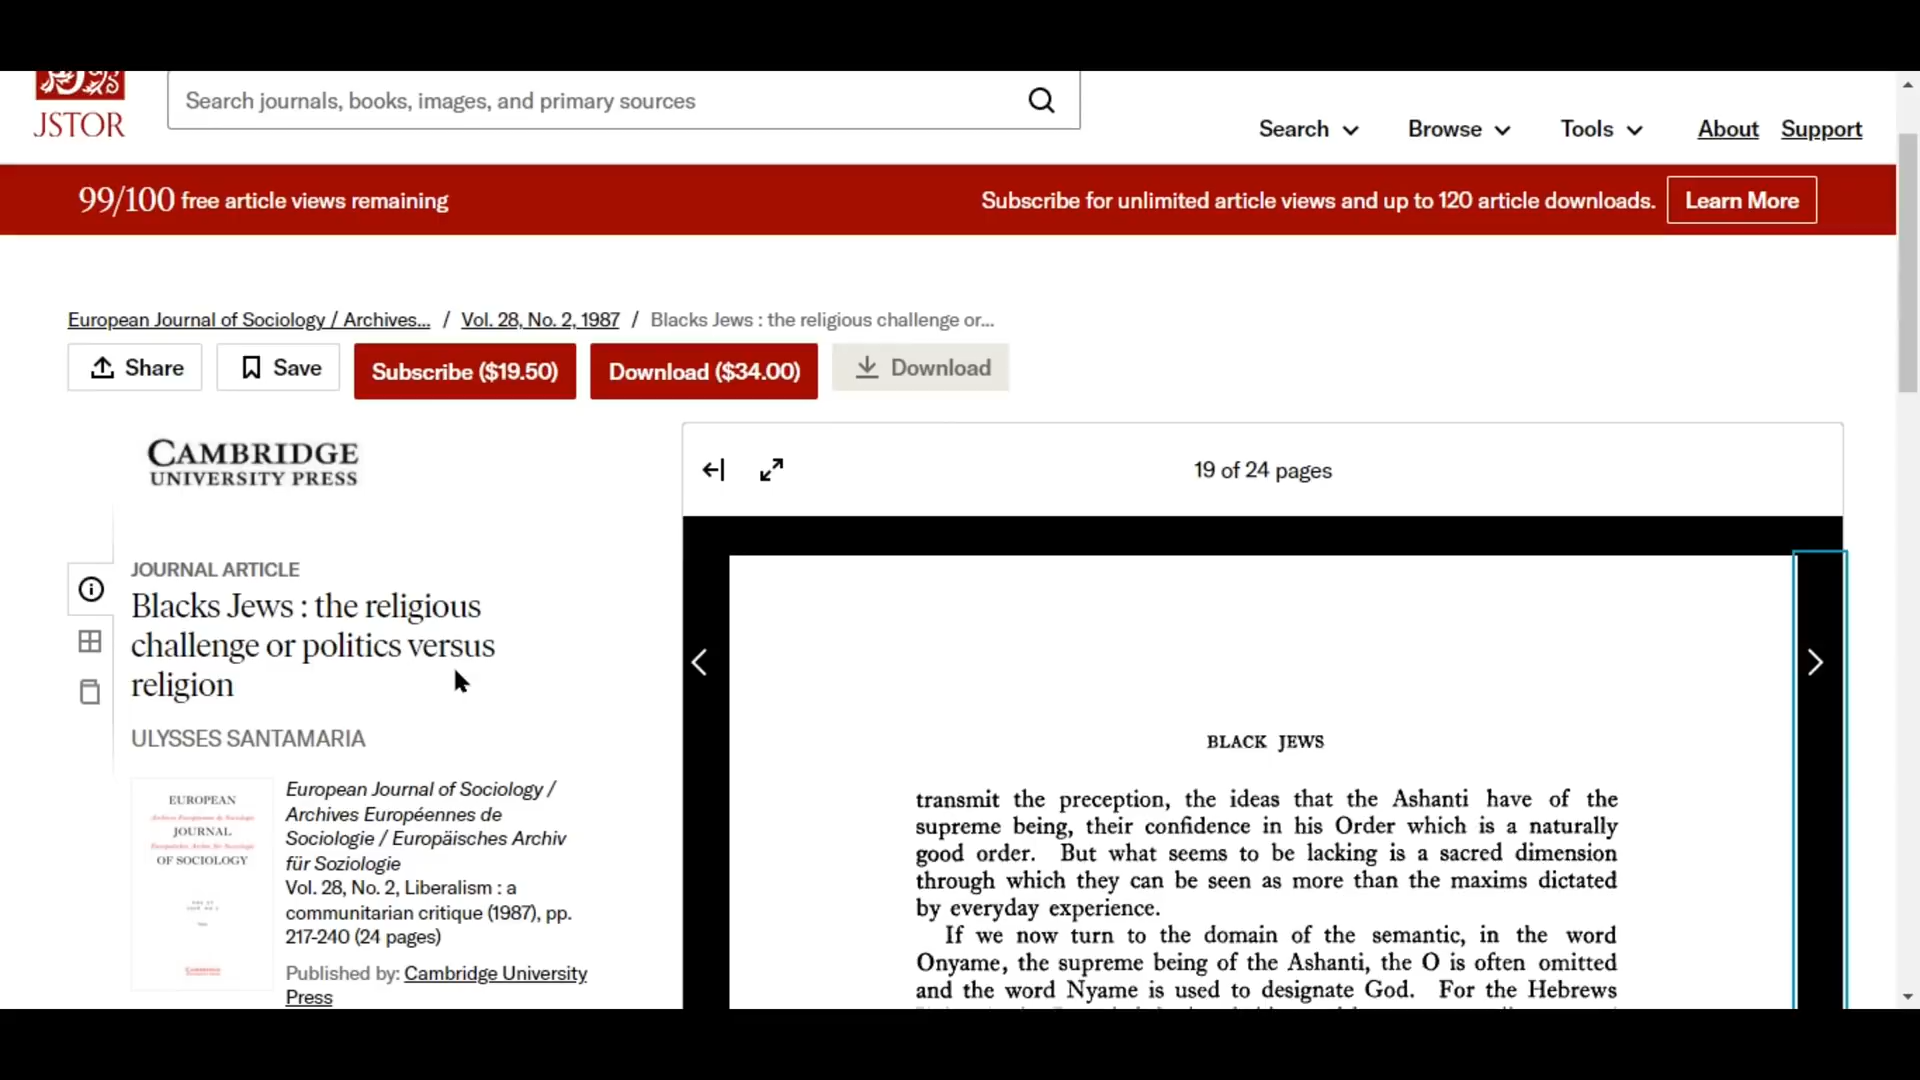 JSTOR
Search journals, books, images, and primary sources
Search
Browse
Tools
About
Support
99/100 free article views remaining
Subscribe for unlimited article views and up to 120 article downloads.
Learn More
European Journal of Sociology / Archives... / Vol. 28, No. 2, 1987 / Blacks Jews : the religious challenge or...
Share
Save
Subscribe ($19.50)
Download ($34.00)
Download
CAMBRIDGE
UNIVERSITY PRESS
JOURNAL ARTICLE
Blacks Jews : the religious
challenge or politics versus
religion
ULYSSES SANTAMARIA
EUROPEAN
JOURNAL
OF SOCIOLOGY
European Journal of Sociology /
Archives Européennes de
Sociologie / Europäisches Archiv
für Soziologie
Vol. 28, No. 2, Liberalism : a
communitarian critique (1987), pp.
217-240 (24 pages)
Published by: Cambridge University
Press
19 of 24 pages
BLACK JEWS
transmit the preception, the ideas that the Ashanti have of the
supreme being, their confidence in his Order which is a naturally
good order. But what seems to be lacking is a sacred dimension
through which they can be seen as more than the maxims dictated
by everyday experience.
If we now turn to the domain of the semantic, in the word
Onyame, the supreme being of the Ashanti, the O is often omitted
and the word Nyame is used to designate God. For the Hebrews